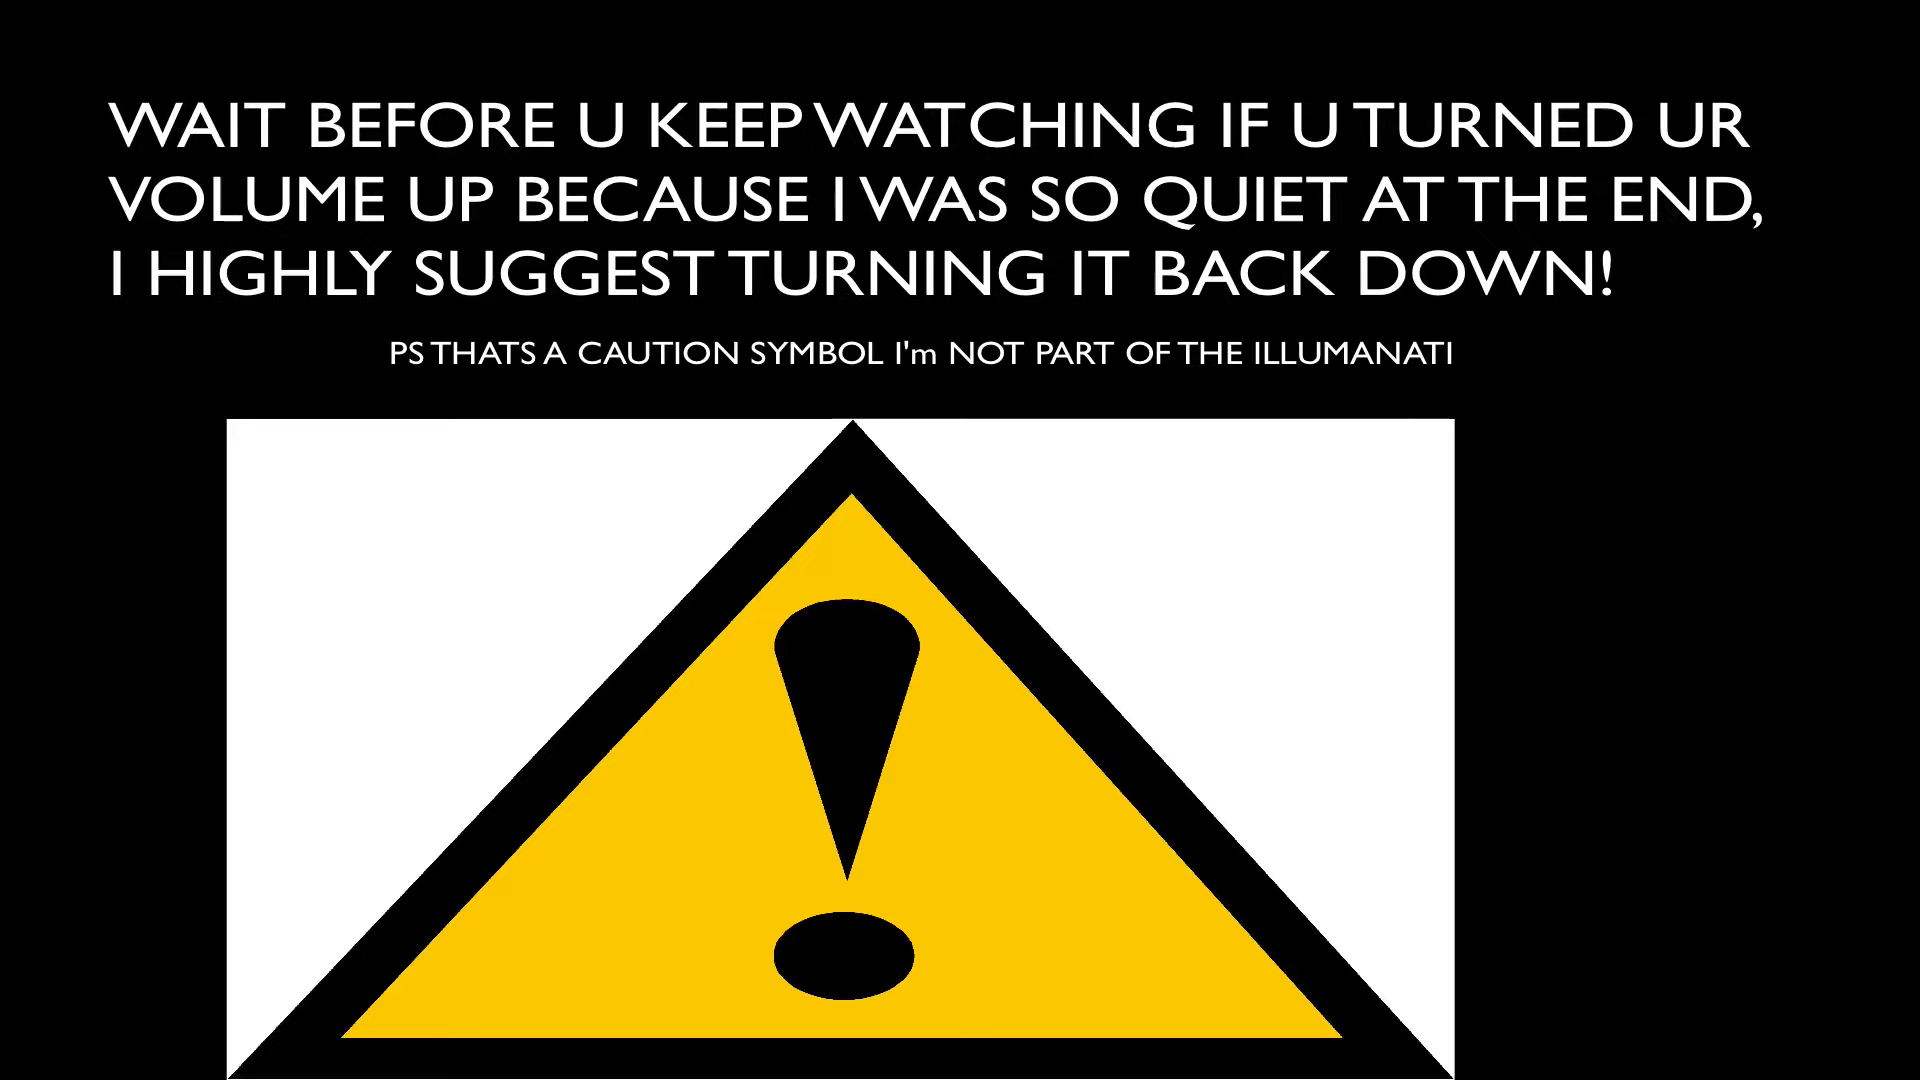 WAIT BEFORE U KEEP WATCHING IF U TURNED UR
VOLUME UP BECAUSE I WAS SO QUIET AT THE END,
I HIGHLY SUGGEST TURNING IT BACK DOWN!
PS THATS A CAUTION SYMBOL I'm NOT PART OF THE ILLUMANATI
!